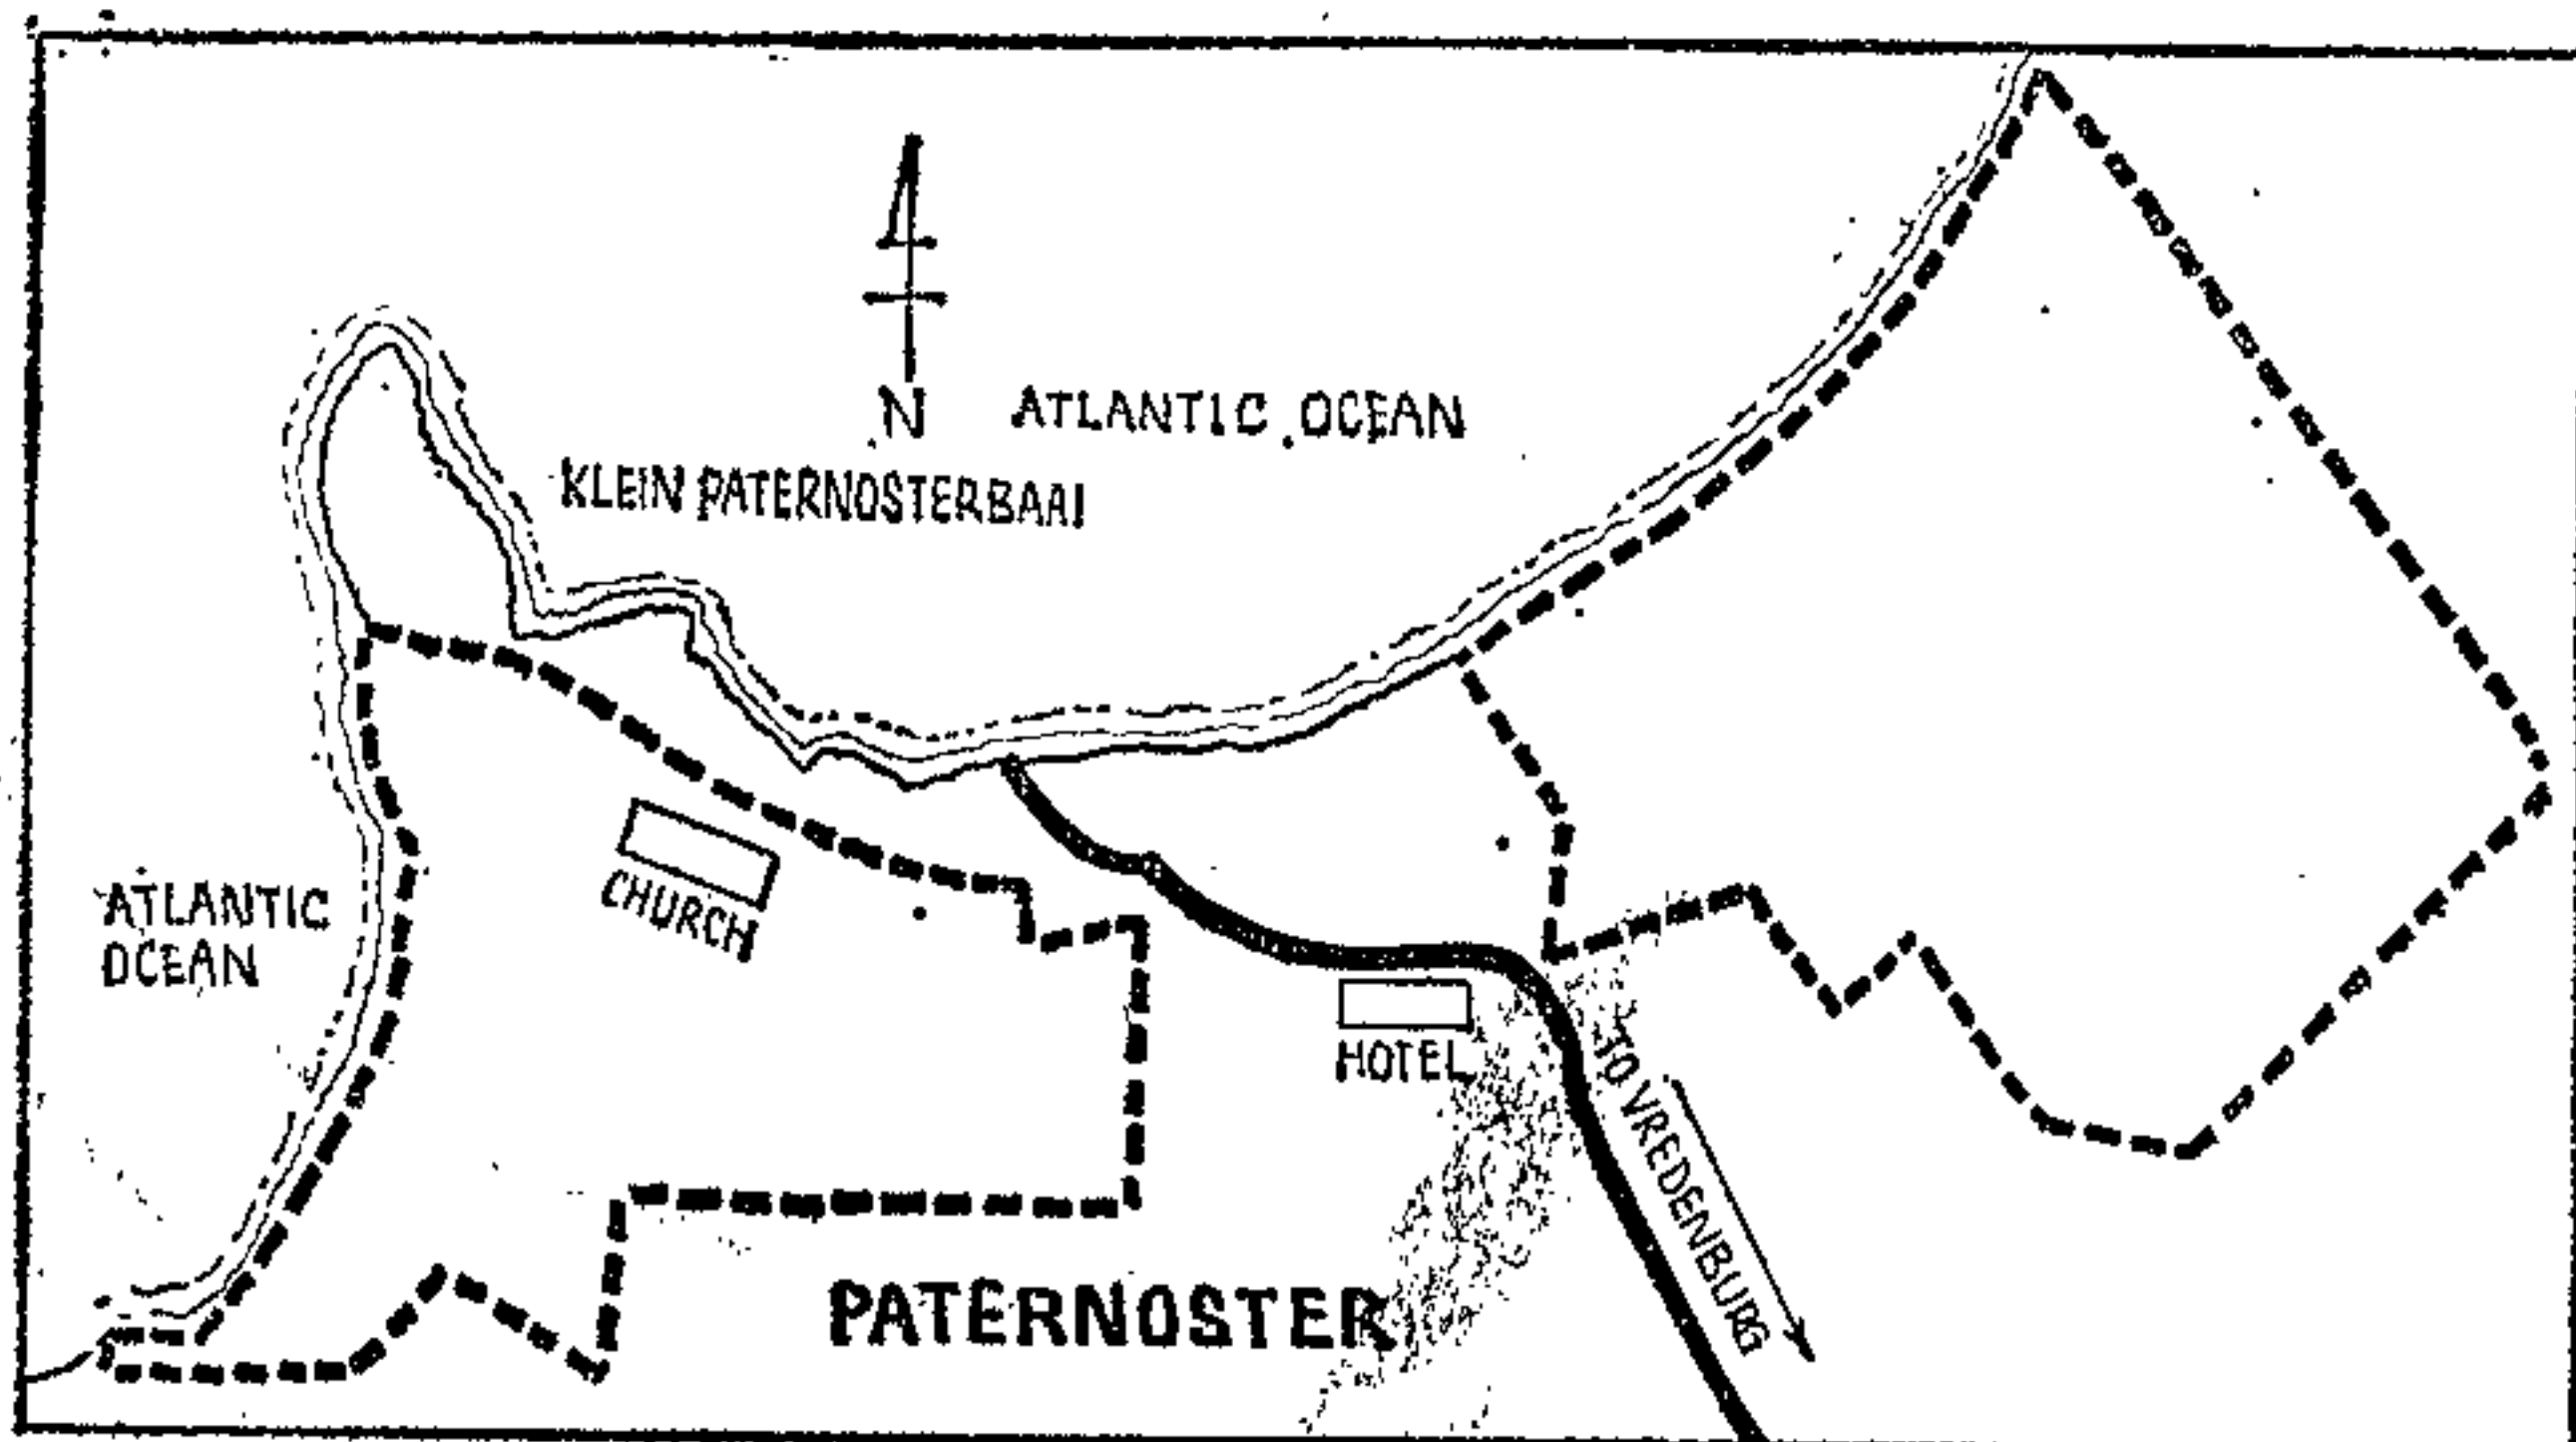 N
ATLANTIC OCEAN
KLEIN PATERNOSTERBAAI
CHURCH
ATLANTIC
OCEAN
HOTEL
TO VREDENBURG
PATERNOSTER